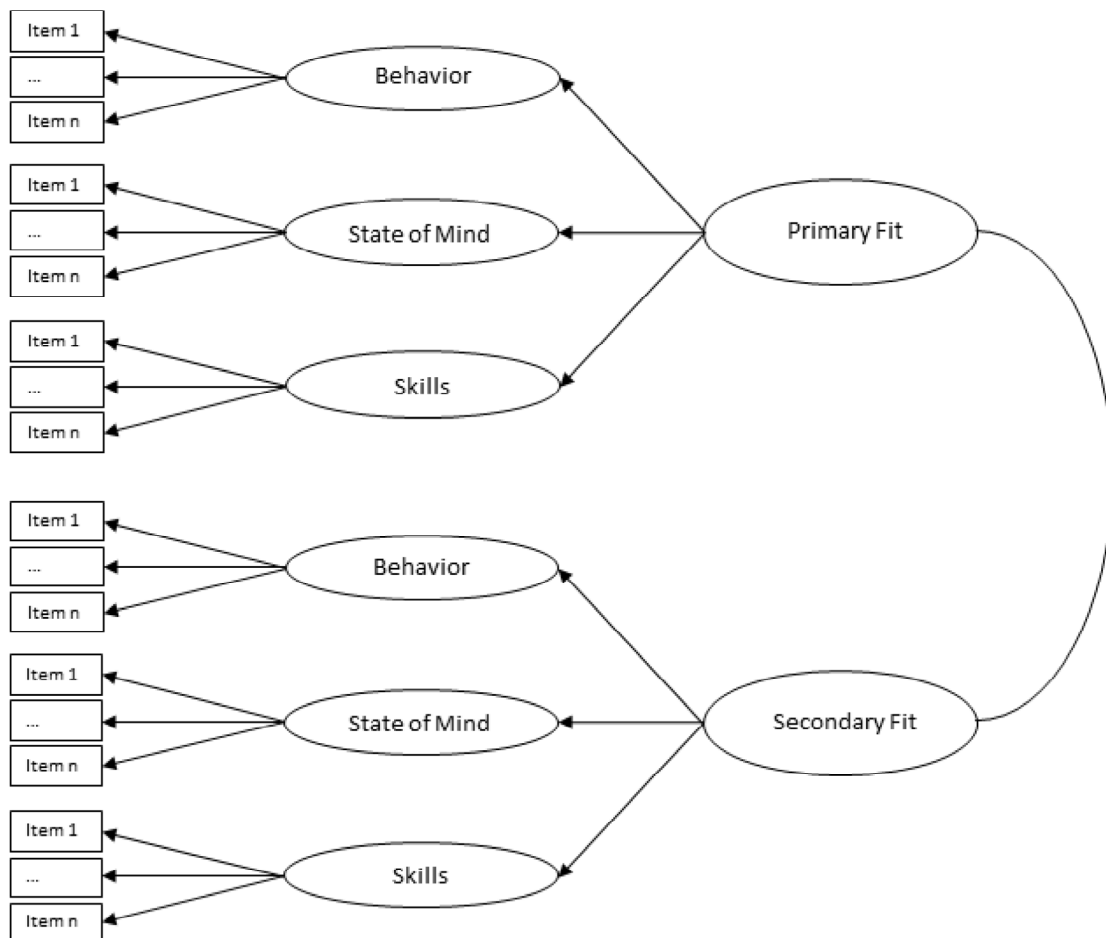 Item 1
...
Item n
Behavior
Item 1
...
Item n
State of Mind
Primary Fit
Item 1
...
Item n
Skills
Item 1
...
Item n
Behavior
Item 1
...
Item n
State of Mind
Secondary Fit
Item 1
...
Item n
Skills